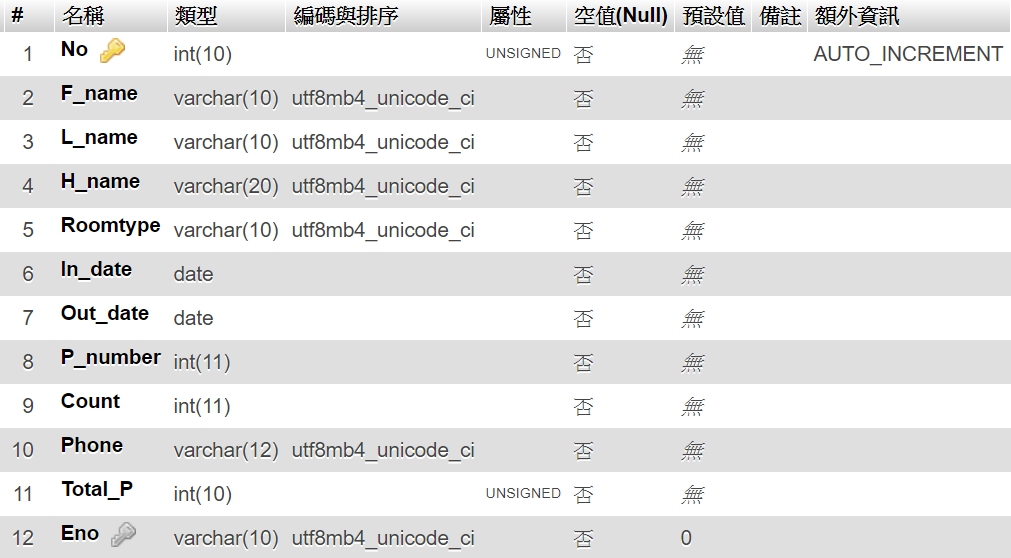 # 名稱 類型 編碼與排序 屬性 空值(Null) 預設值 備註 額外資訊
1 No int(10) UNSIGNED 否 無 AUTO_INCREMENT
2 F_name varchar(10) utf8mb4_unicode_ci 否 無
3 L_name varchar(10) utf8mb4_unicode_ci 否 無
4 H_name varchar(20) utf8mb4_unicode_ci 否 無
5 Roomtype varchar(10) utf8mb4_unicode_ci 否 無
6 In_date date 否 無
7 Out_date date 否 無
8 P_number int(11) 否 無
9 Count int(11) 否 無
10 Phone varchar(12) utf8mb4_unicode_ci 否 無
11 Total_P int(10) UNSIGNED 否 無
12 Eno varchar(10) utf8mb4_unicode_ci 否 0